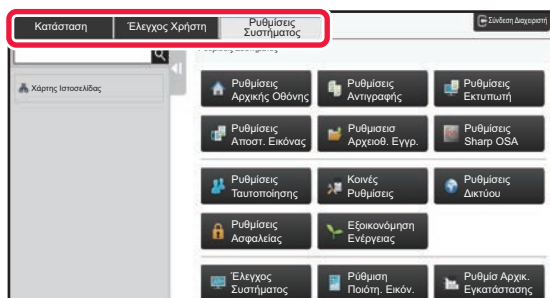 Κατάσταση
Έλεγχος Χρήστη
Ρυθμίσεις
Συστήματος
Σύνδεση Διαχειριστή
Χάρτης Ιστοσελίδας
Ρυθμίσεις
Αρχικής Οθόνης
Ρυθμίσεις
Αντιγραφής
Ρυθμίσεις
Εκτυπωτή
Ρυθμίσεις
Αποστ. Εικόνας
Ρυθμισεισ
Αρχειοθ. Εγγρ.
Ρυθμίσεις
Sharp OSA
Ρυθμίσεις
Ταυτοποίησης
Κοινές
Ρυθμίσεις
Ρυθμίσεις
Δικτύου
Ρυθμίσεις
Ασφαλείας
Εξοικονόμηση
Ενέργειας
Έλεγχος
Συστήματος
Ρύθμιση
Ποιότη. Εικόν.
Ρυθμίσ Αρχικ.
Εγκατάστασης